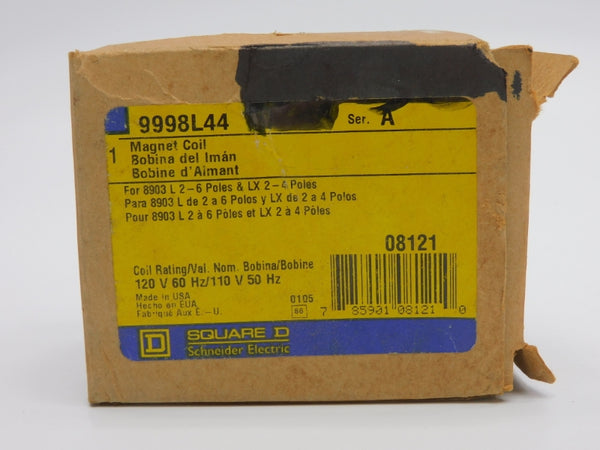 9998L44 Ser. A
1 Magnet Coil
Bobina del Imán
Bobine d'Aimant
For 8903 L 2-6 Poles & LX 2-4 Poles
Para 8903 L de 2 a 6 Polos y LX de 2 a 4 Polos
Pour 8903 L 2 à 6 Pôles et LX 2 à 4 Pôles
08121
Coil Rating/Val. Nom. Bobina/Bobine
120 V 60 Hz/110 V 50 Hz
Made in USA 0105
Hecho en EUA
Fabriqué Aux E.-U.
7 85901 08121 0
SQUARE D
Schneider Electric